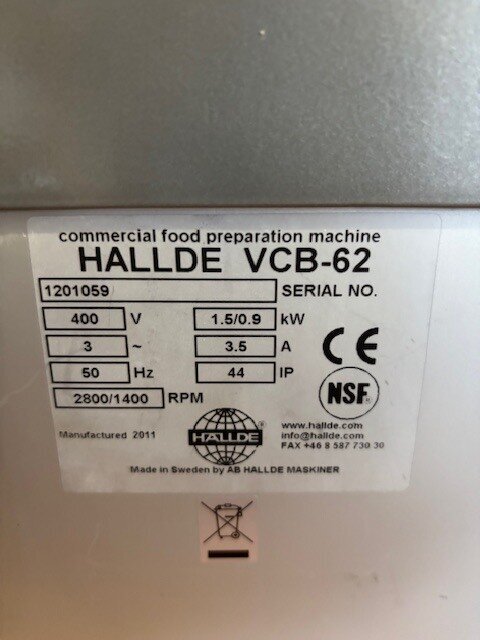 commercial food preparation machine
HALLDE VCB-62
1201059 SERIAL NO.
400 V 1.5/0.9 kW
3 ~ 3.5 A
50 Hz 44 IP
2800/1400 RPM
CE
NSF®
Manufactured 2011
HALLDE ®
www.hallde.com
info@hallde.com
FAX +46 8 587 730 30
Made in Sweden by AB HALLDE MASKINER